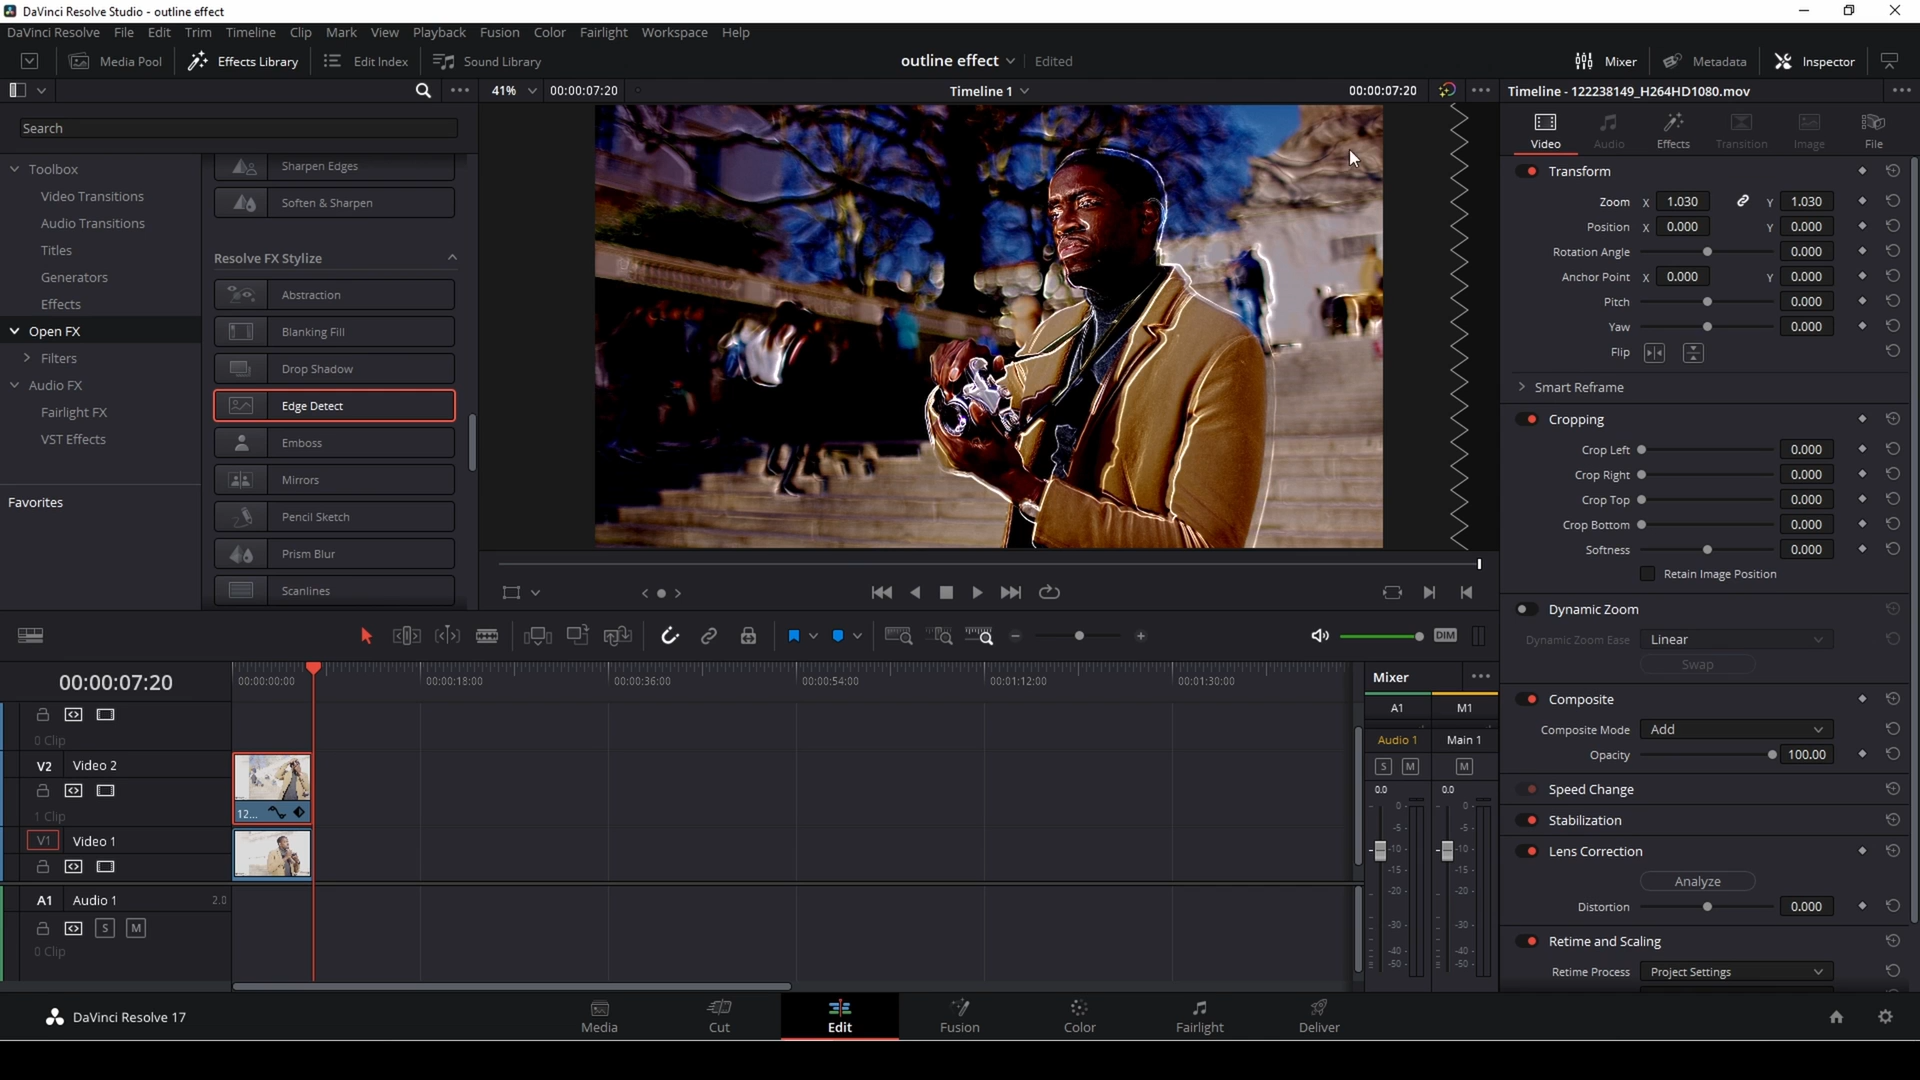 DaVinci Resolve Studio - outline effect
DaVinci Resolve File Edit Trim Timeline Clip Mark View Playback Fusion Color Fairlight Workspace Help
Media Pool Effects Library Edit Index Sound Library outline effect Edited Mixer Metadata Inspector
41% 00:00:07:20 Timeline 1 00:00:07:20 Timeline - 122238149_H264HD1080.mov
Search
Video Audio Effects Transition Image File
Toolbox
Video Transitions
Audio Transitions
Titles
Generators
Effects
Open FX
Filters
Audio FX
Fairlight FX
VST Effects
Favorites
Sharpen Edges
Soften & Sharpen
Resolve FX Stylize
Abstraction
Blanking Fill
Drop Shadow
Edge Detect
Emboss
Mirrors
Pencil Sketch
Prism Blur
Scanlines
Transform
Zoom X 1.030 Y 1.030
Position X 0.000 Y 0.000
Rotation Angle 0.000
Anchor Point X 0.000 Y 0.000
Pitch 0.000
Yaw 0.000
Flip
Smart Reframe
Cropping
Crop Left 0.000
Crop Right 0.000
Crop Top 0.000
Crop Bottom 0.000
Softness 0.000
Retain Image Position
Dynamic Zoom
Dynamic Zoom Ease Linear
Swap
Composite
Composite Mode Add
Opacity 100.00
Speed Change
Stabilization
Lens Correction
Analyze
Distortion 0.000
Retime and Scaling
Retime Process Project Settings
DIM
00:00:07:20
00:00:00:00 00:00:18:00 00:00:36:00 00:00:54:00 00:01:12:00 00:01:30:00
0 Clip
V2 Video 2
1 Clip
12...
V1 Video 1
A1 Audio 1 2.0
S M
0 Clip
Mixer
A1 M1
Audio 1 Main 1
S M M
0.0 0.0
0 0
-5 -5
-10 -10
-15 -15
-20 -20
-30 -30
-40 -40
-50 -50
DaVinci Resolve 17
Media Cut Edit Fusion Color Fairlight Deliver